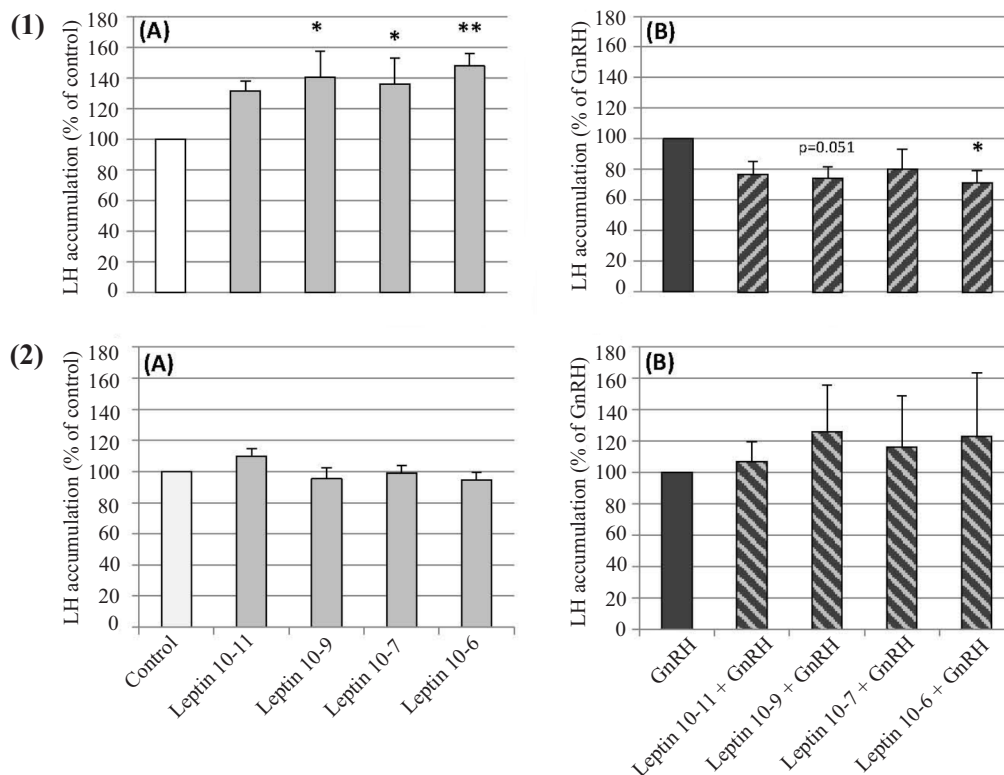 (1)
(A)
LH accumulation (% of control)
180
160
140
120
100
80
60
40
20
0
*
*
**
(B)
LH accumulation (% of GnRH)
180
160
140
120
100
80
60
40
20
0
p=0.051
*
(2)
(A)
LH accumulation (% of control)
180
160
140
120
100
80
60
40
20
0
Control
Leptin 10-11
Leptin 10-9
Leptin 10-7
Leptin 10-6
(B)
LH accumulation (% of GnRH)
180
160
140
120
100
80
60
40
20
0
GnRH
Leptin 10-11 + GnRH
Leptin 10-9 + GnRH
Leptin 10-7 + GnRH
Leptin 10-6 + GnRH